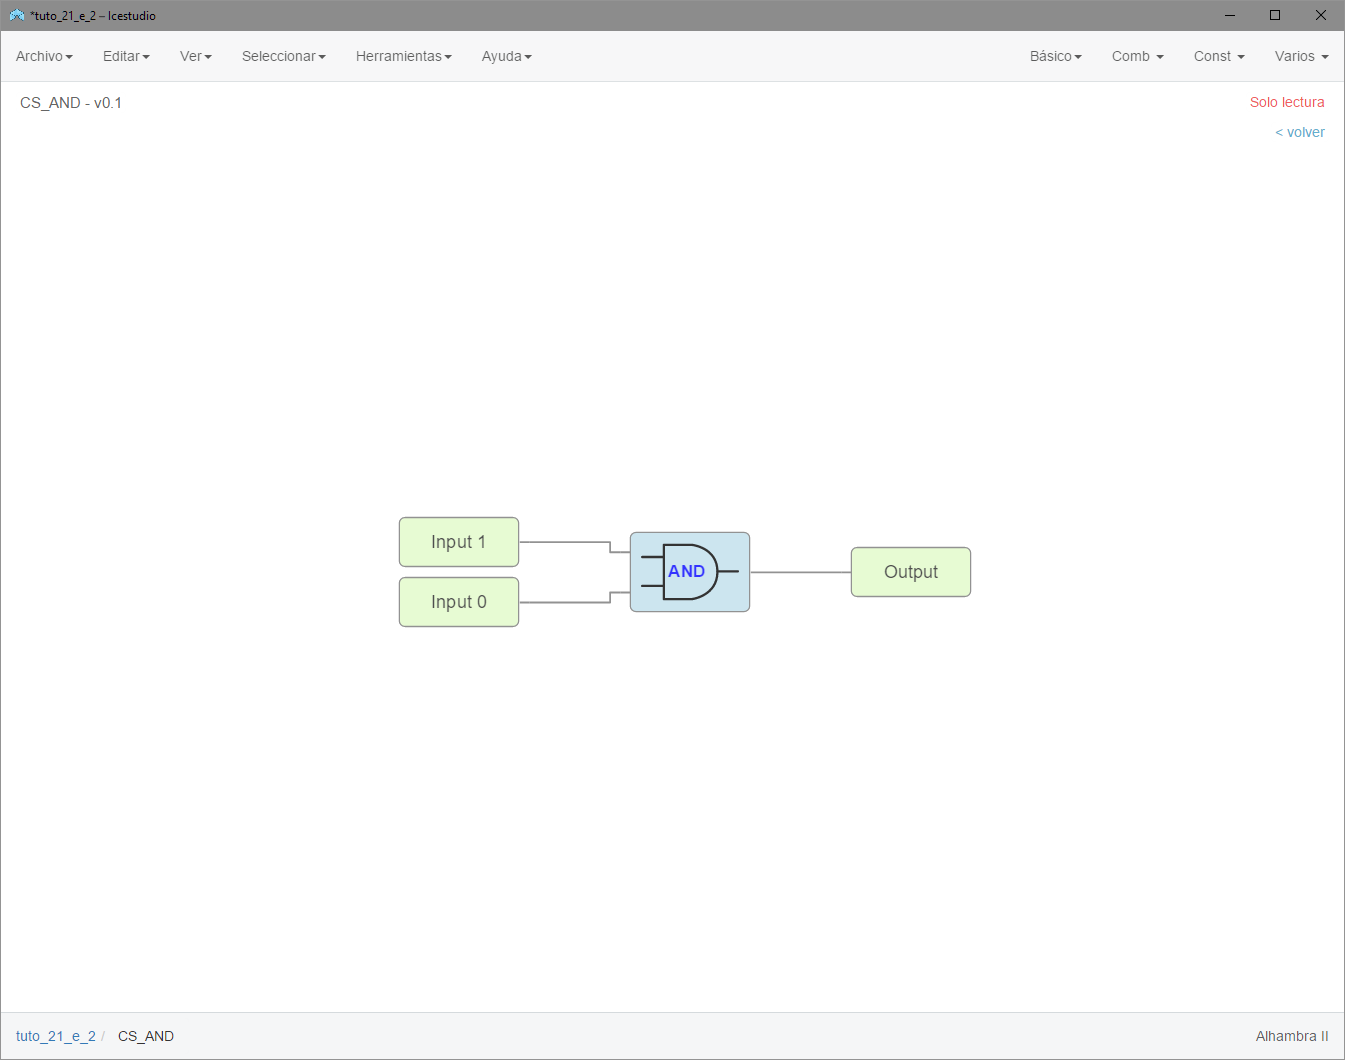 *tuto_21_e_2 – Icestudio
Archivo Editar Ver Seleccionar Herramientas Ayuda Básico Comb Const Varios
CS_AND - v0.1 Solo lectura
< volver
Input 1
AND
Output
Input 0
tuto_21_e_2 / CS_AND Alhambra II